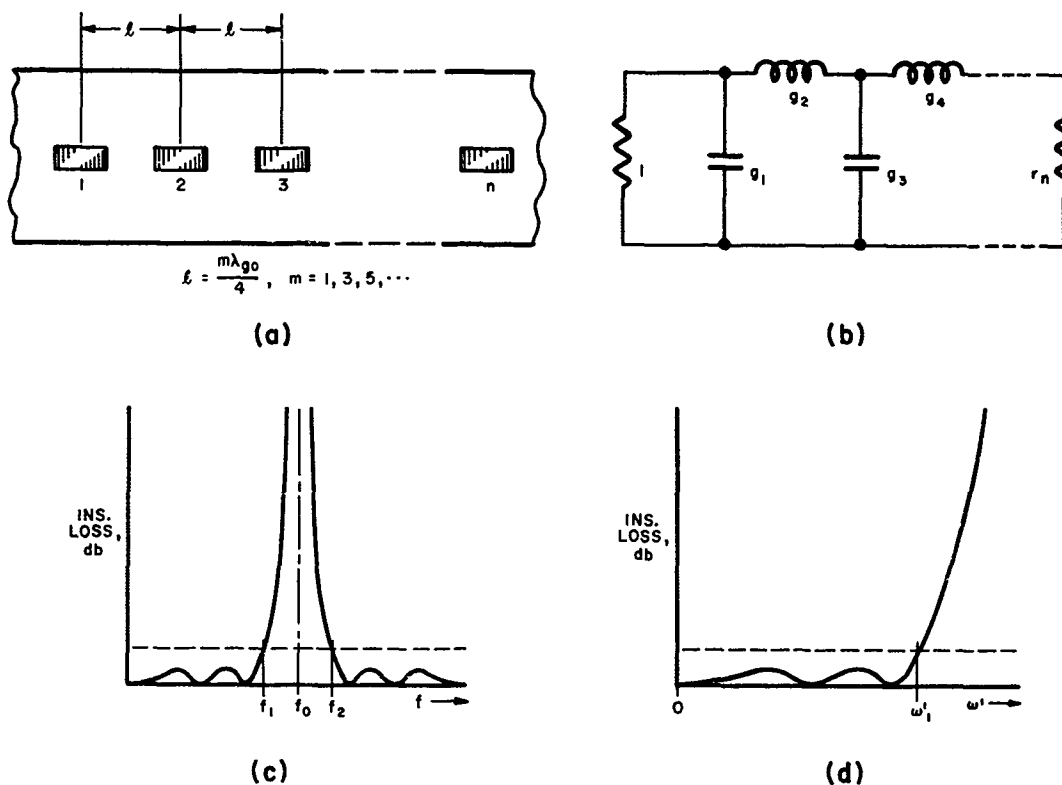 ℓ ℓ
1 2 3 n
ℓ = mλgo/4, m = 1, 3, 5, ···
(a)
g2 g4
1 g1 g3 rn
(b)
INS.
LOSS,
db
f1 f0 f2 f
(c)
INS.
LOSS,
db
0 ω'1 ω'
(d)